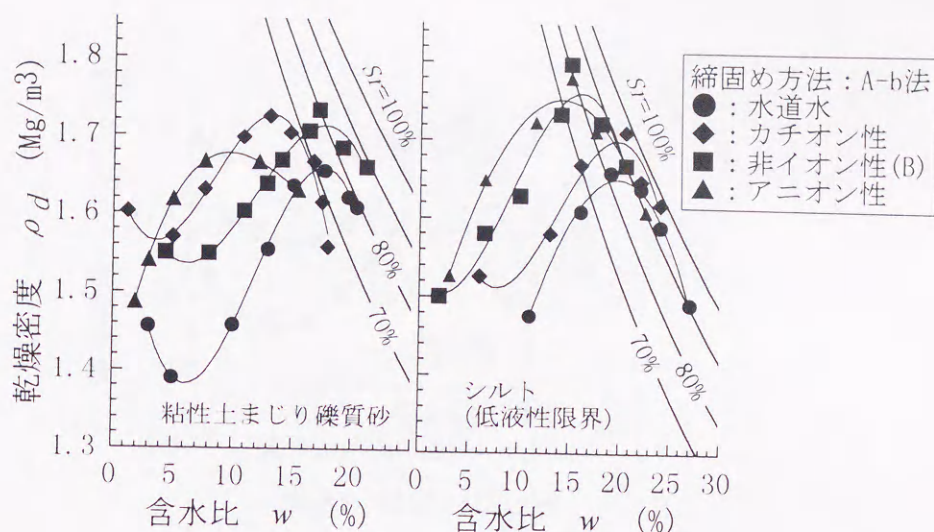 乾燥密度 ρd (Mg/m3)
1.8
1.7
1.6
1.5
1.4
1.3
Sr=100%
80%
70%
粘性土まじり礫質砂
0 5 10 15 20
含水比 w (%)
Sr=100%
70%
80%
シルト
(低液性限界)
0 5 10 15 20 25 30
含水比 w (%)
締固め方法：A-b法
●：水道水
◆：カチオン性
■：非イオン性(B)
▲：アニオン性